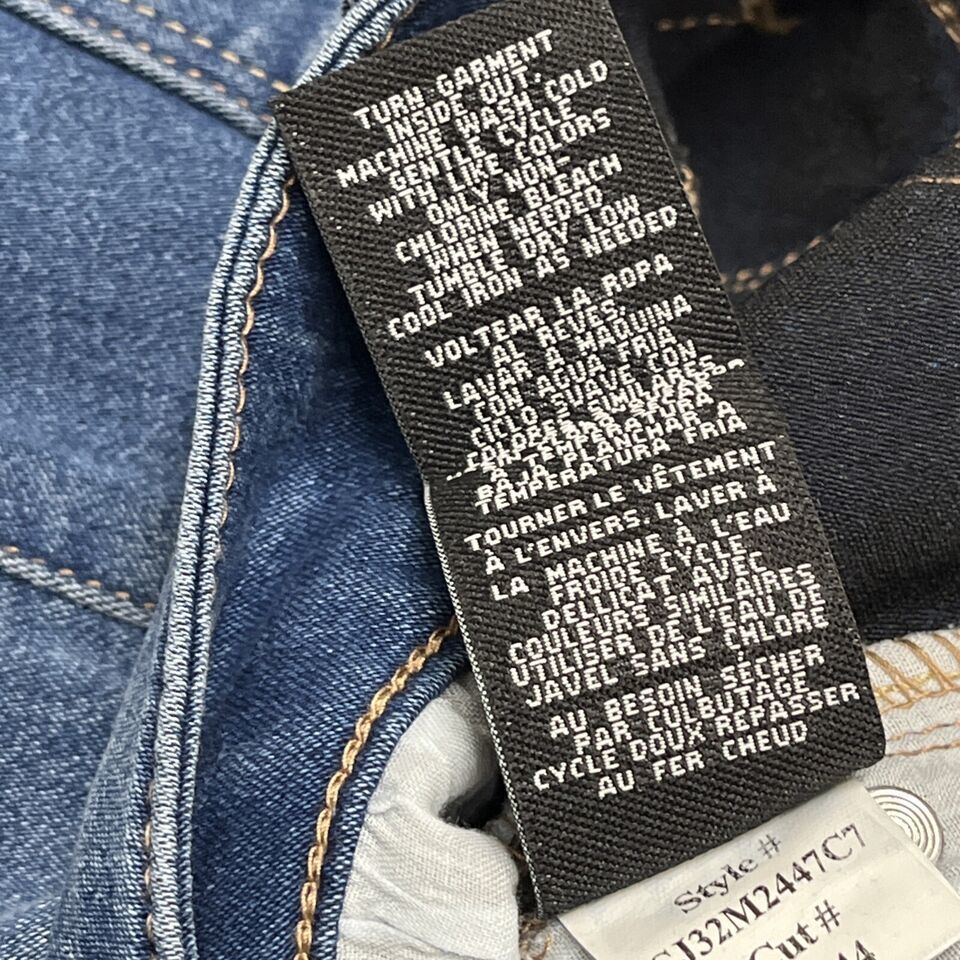 TURN GARMENT
INSIDE OUT.
MACHINE WASH COLD
GENTLE CYCLE
WITH LIKE COLORS
ONLY NON-
CHLORINE BLEACH
WHEN NEEDED
TUMBLE DRY LOW
COOL IRON AS NEEDED
VOLTEAR LA ROPA
AL REVES,
LAVAR A MAQUINA
CON AGUA FRIA
CICLO SUAVE CON
SIMILARES
TEMPERATURA
BAJA PLANCHAR A
TEMPERATURA FRIA
TOURNER LE VÊTEMENT
À L'ENVERS. LAVER À
LA MACHINE À L'EAU
FROIDE CYCLE
DELLICAT AVEC
COULEURS SIMILAIRES
UTILISER DE L'EAU DE
JAVEL SANS CHLORE
AU BESOIN SÉCHER
PAR CULBUTAGE
CYCLE DOUX REPASSER
AU FER CHEUD
Style #
J32M2447C7
Cut #